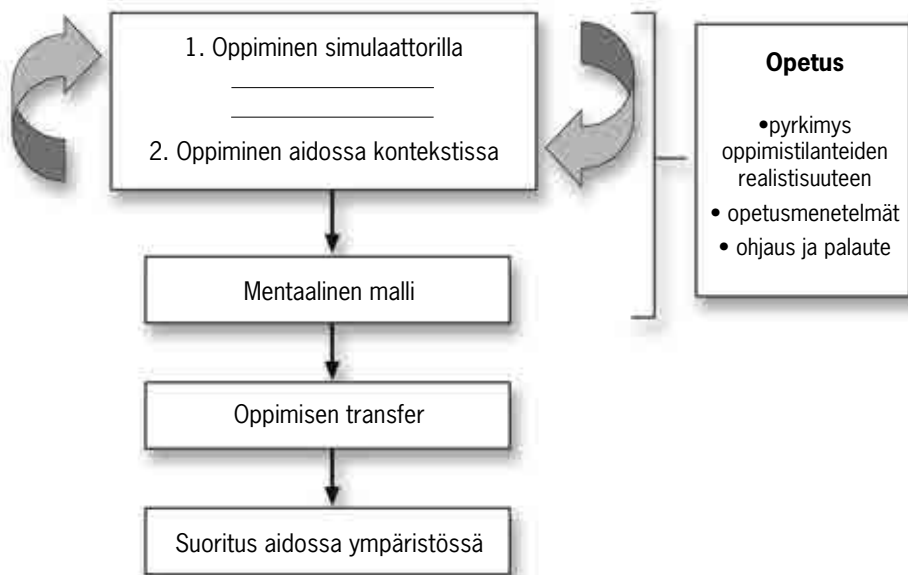 1. Oppiminen simulaattorilla
2. Oppiminen aidossa kontekstissa
Mentaalinen malli
Oppimisen transfer
Suoritus aidossa ympäristössä
Opetus
•pyrkimys
oppimistilanteiden
realistisuuteen
• opetusmenetelmät
• ohjaus ja palaute